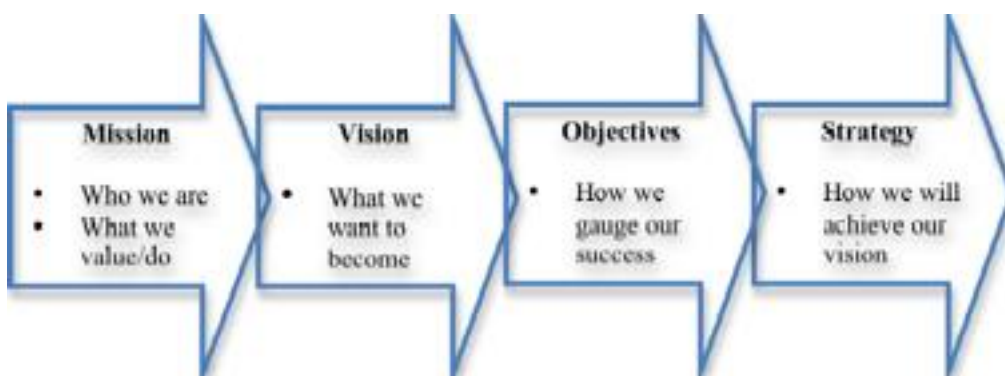 Mission
• Who we are
• What we
value/do
Vision
• What we
want to
become
Objectives
• How we
gauge our
success
Strategy
• How we will
achieve our
vision